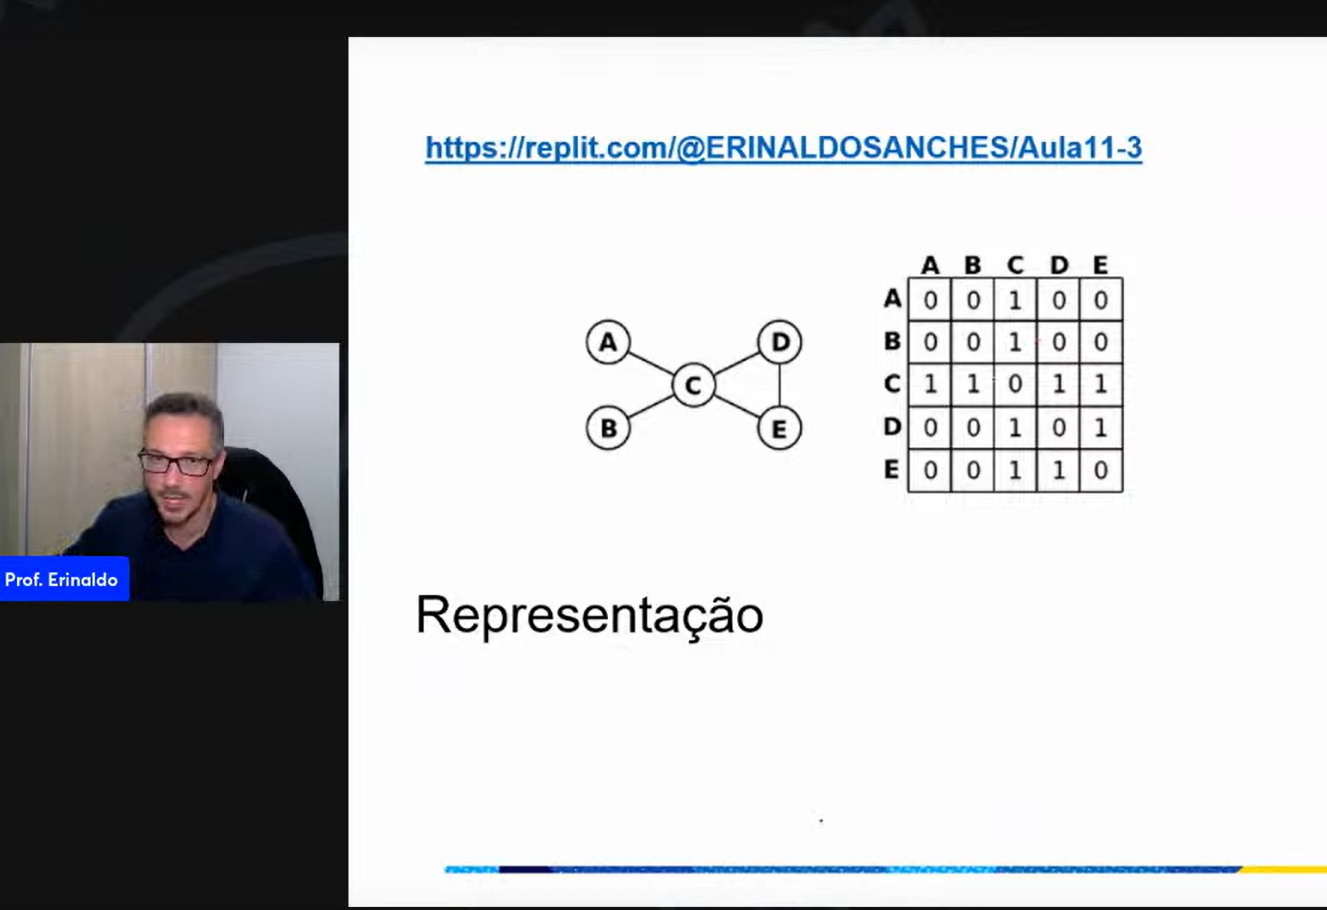 https://replit.com/@ERINALDOSANCHES/Aula11-3
A B C D E
A 0 0 1 0 0
B 0 0 1 0 0
C 1 1 0 1 1
D 0 0 1 0 1
E 0 0 1 1 0
A D
C
B E
Prof. Erinaldo
Representação